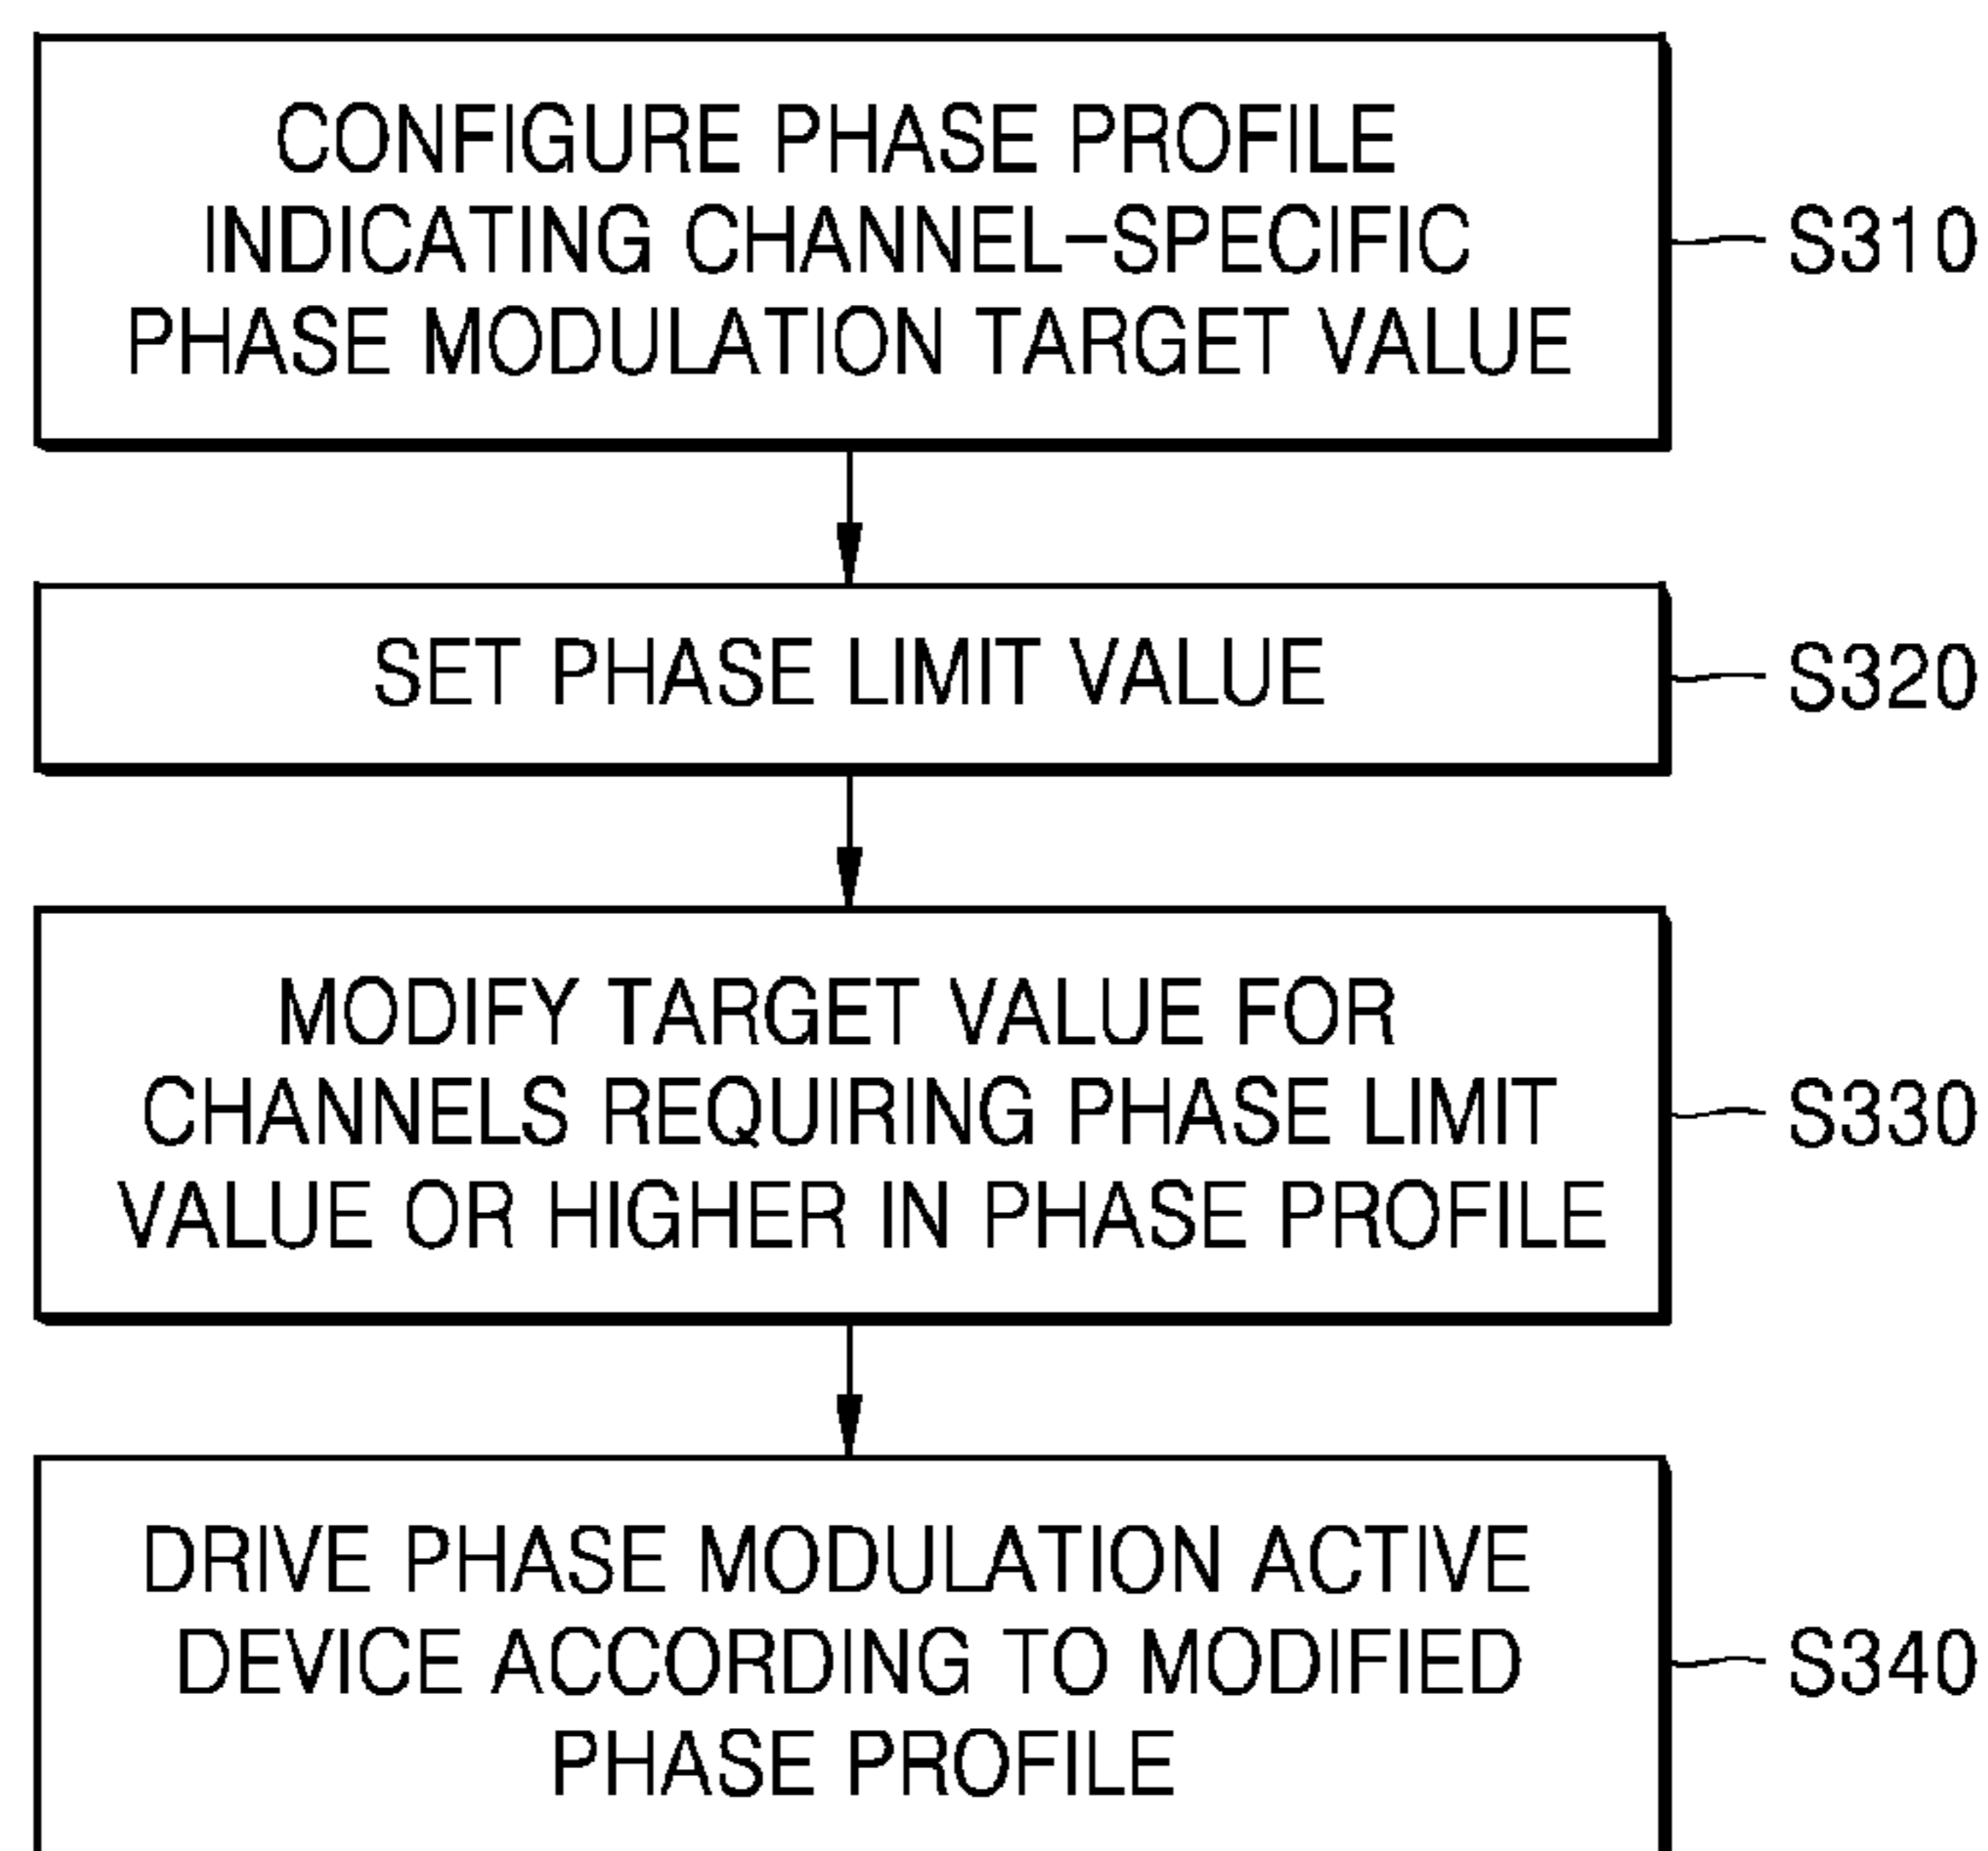 CONFIGURE PHASE PROFILE
INDICATING CHANNEL-SPECIFIC
PHASE MODULATION TARGET VALUE
S310
SET PHASE LIMIT VALUE
S320
MODIFY TARGET VALUE FOR
CHANNELS REQUIRING PHASE LIMIT
VALUE OR HIGHER IN PHASE PROFILE
S330
DRIVE PHASE MODULATION ACTIVE
DEVICE ACCORDING TO MODIFIED
PHASE PROFILE
S340